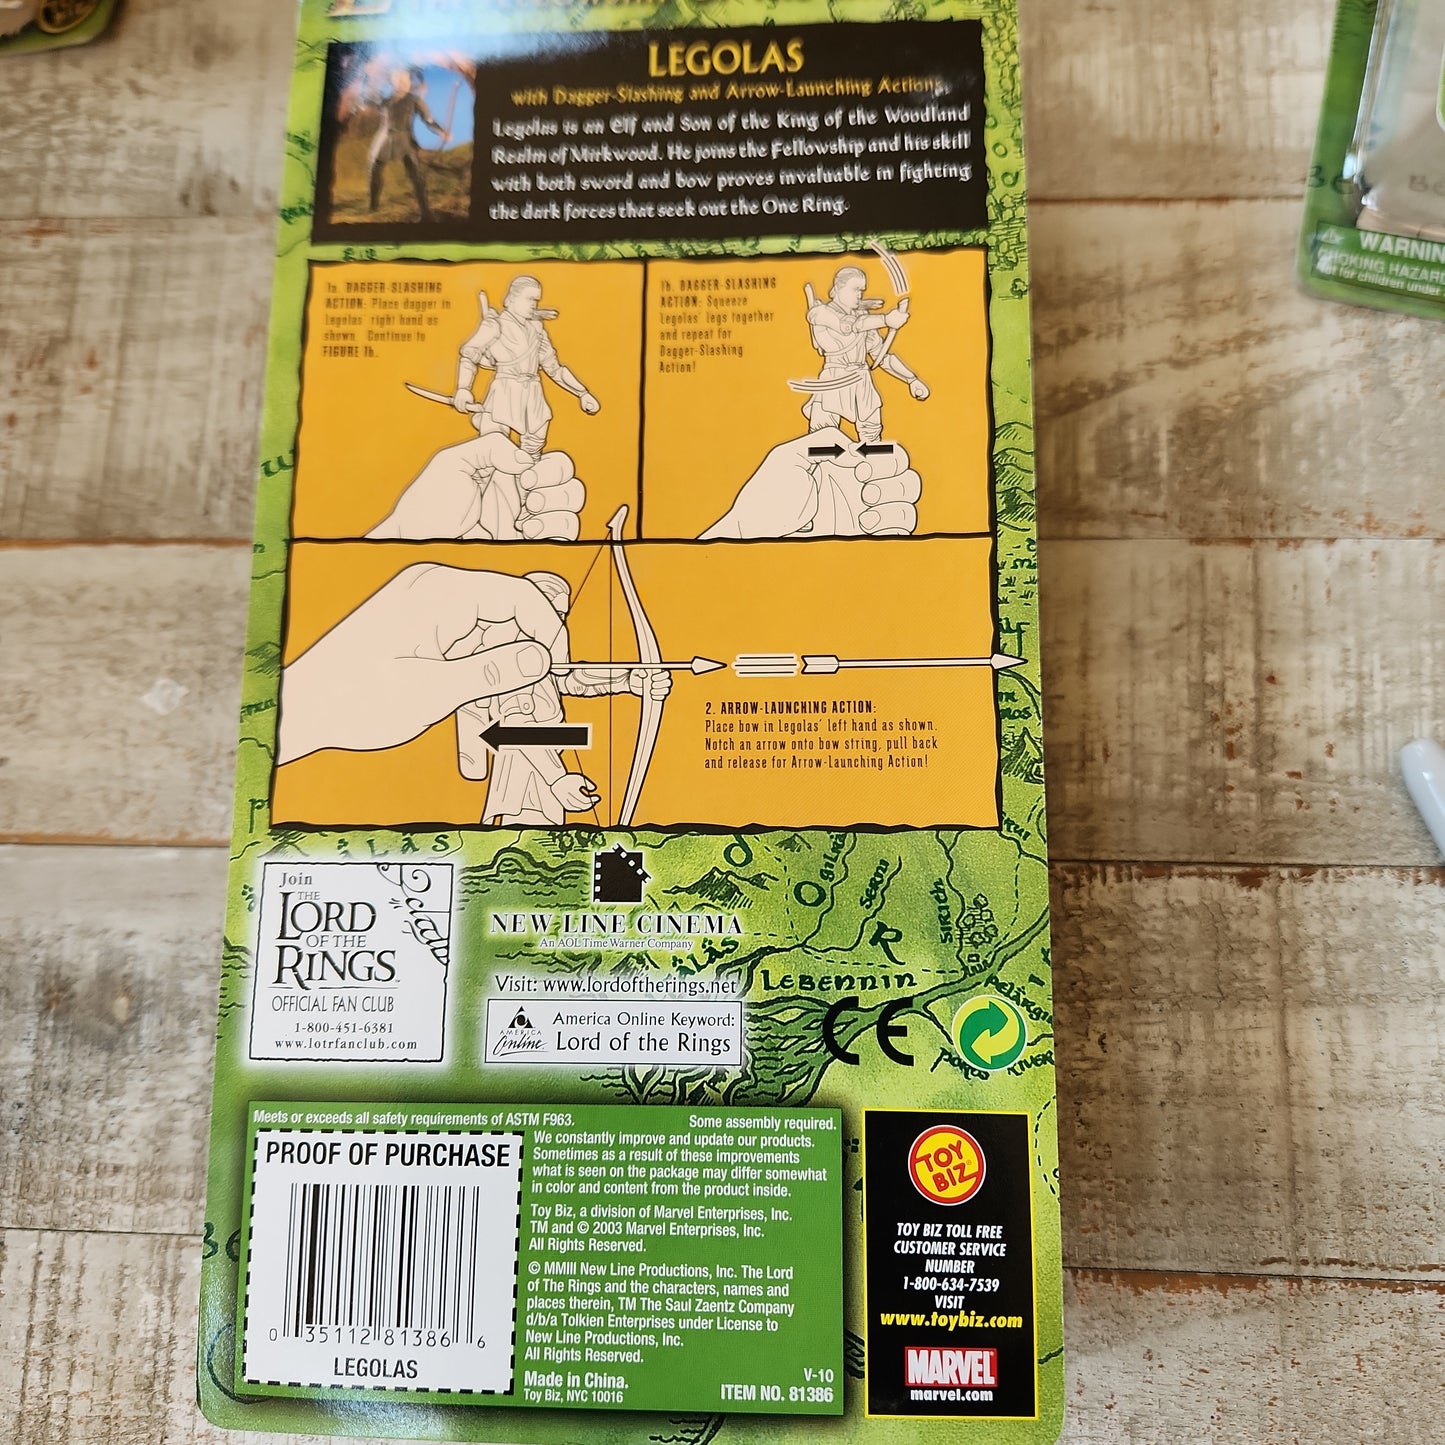 LEGOLAS
with Dagger-Slashing and Arrow-Launching Actions
Legolas is an Elf and Son of the King of the Woodland
Realm of Mirkwood. He joins the Fellowship and his skill
with both sword and bow proves invaluable in fighting
the dark forces that seek out the One Ring.
1a. DAGGER-SLASHING
ACTION: Place dagger in
Legolas' right hand as
shown. Continue to
FIGURE 1b.
1b. DAGGER-SLASHING
ACTION: Squeeze
Legolas' legs together
and repeat for
Dagger-Slashing
Action!
2. ARROW-LAUNCHING ACTION:
Place bow in Legolas' left hand as shown.
Notch an arrow onto bow string, pull back
and release for Arrow-Launching Action!
Join
THE
LORD
OF THE
RINGS
OFFICIAL FAN CLUB
1-800-451-6381
www.lotrfanclub.com
NEW LINE CINEMA
An AOL Time Warner Company
Visit: www.lordoftherings.net
AMERICA
Online
America Online Keyword:
Lord of the Rings
SERNI
SIRITH
LEBENNIN
CE
RIVER
Meets or exceeds all safety requirements of ASTM F963.
Some assembly required.
PROOF OF PURCHASE
0 35112 81386 6
LEGOLAS
We constantly improve and update our products.
Sometimes as a result of these improvements
what is seen on the package may differ somewhat
in color and content from the product inside.
Toy Biz, a division of Marvel Enterprises, Inc.
TM and © 2003 Marvel Enterprises, Inc.
All Rights Reserved.
© MMIII New Line Productions, Inc. The Lord
of The Rings and the characters, names and
places therein, TM The Saul Zaentz Company
d/b/a Tolkien Enterprises under License to
New Line Productions, Inc.
All Rights Reserved.
Made in China.
Toy Biz, NYC 10016
V-10
ITEM NO. 81386
TOY
BIZ
TOY BIZ TOLL FREE
CUSTOMER SERVICE
NUMBER
1-800-634-7539
VISIT
www.toybiz.com
MARVEL
marvel.com
WARNIN
CHOKING HAZAR
Not for children under